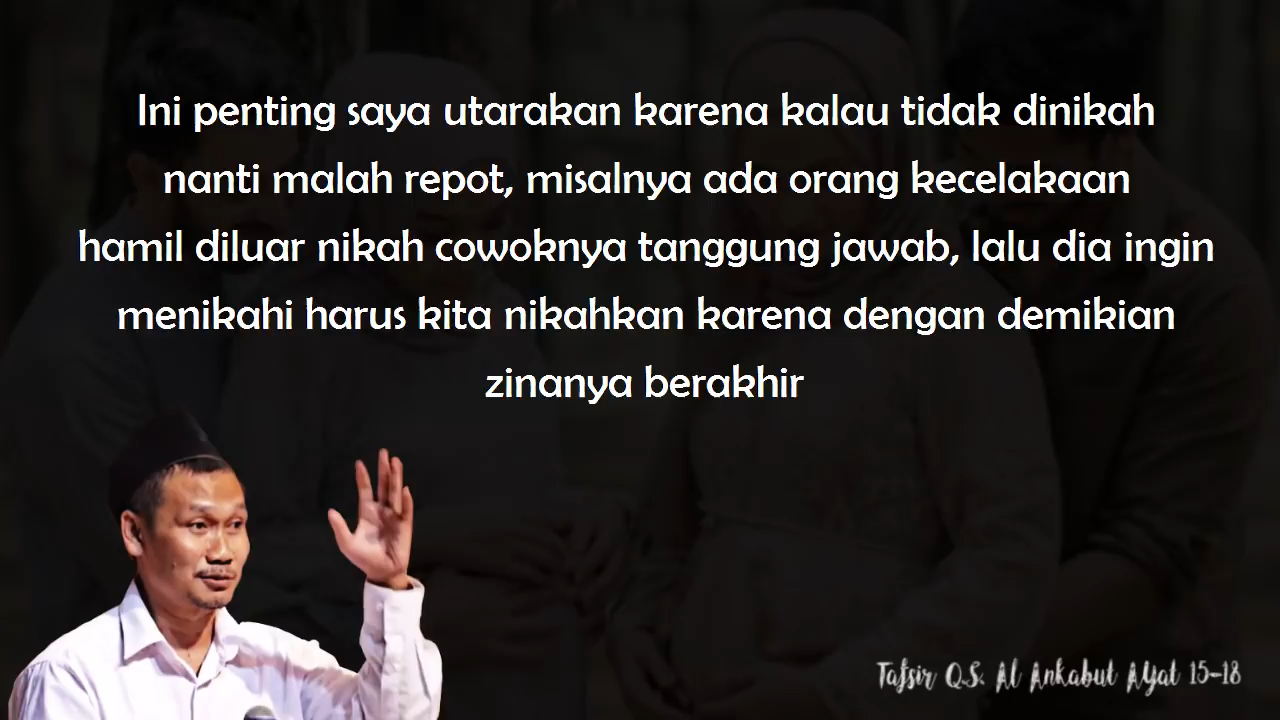 Ini penting saya utarakan karena kalau tidak dinikah
nanti malah repot, misalnya ada orang kecelakaan
hamil diluar nikah cowoknya tanggung jawab, lalu dia ingin
menikahi harus kita nikahkan karena dengan demikian
zinanya berakhir
Tafsir Q.S. Al Ankabut Ayat 15-18